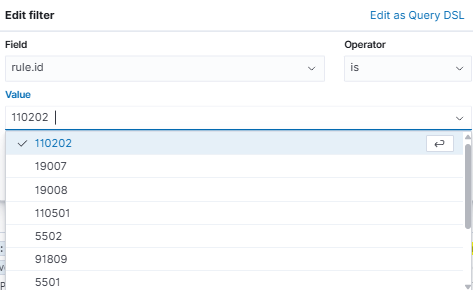 Edit filter Edit as Query DSL
Field Operator
rule.id is
Value
110202
110202
19007
19008
110501
5502
91809
5501